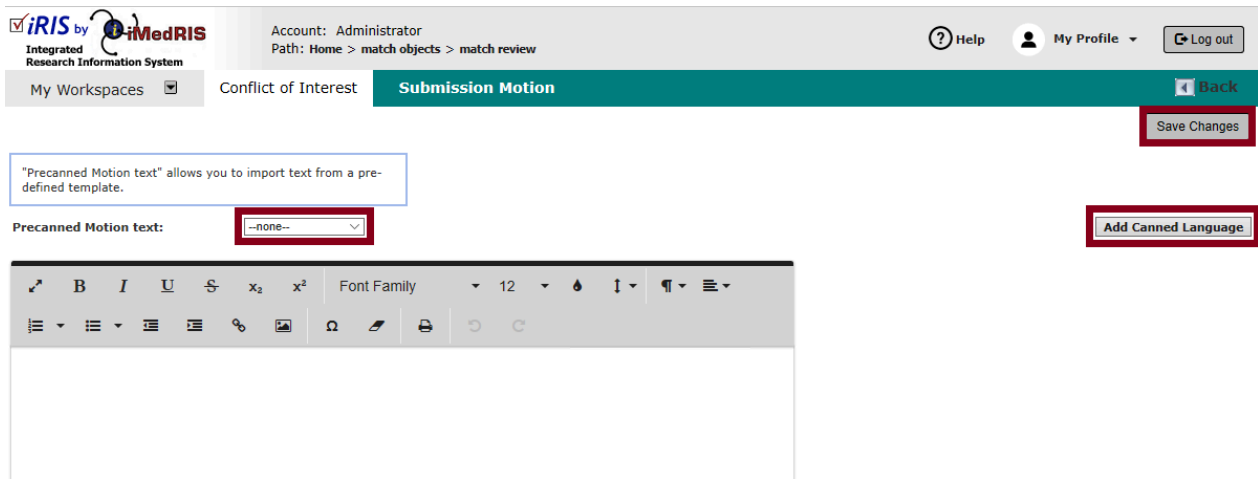 iRIS by iMedRIS
Integrated
Research Information System
Account: Administrator
Path: Home > match objects > match review
? Help
My Profile
Log out
My Workspaces
Conflict of Interest
Submission Motion
Back
Save Changes
"Precanned Motion text" allows you to import text from a pre-
defined template.
Precanned Motion text:
--none--
Add Canned Language
B I U S x₂ x² Font Family 12 ¶
Ω